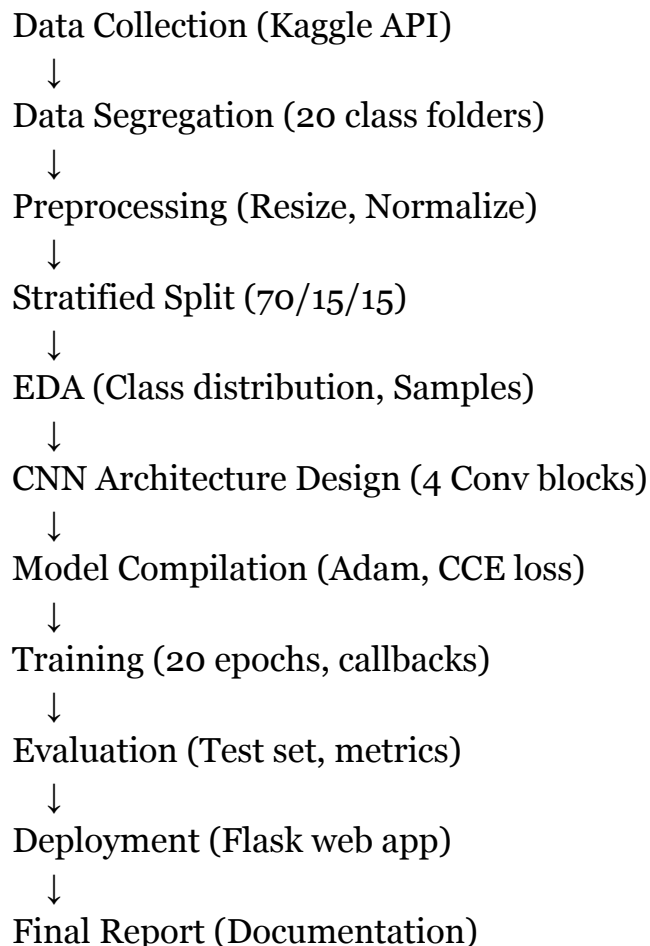 Data Collection (Kaggle API)
↓
Data Segregation (20 class folders)
↓
Preprocessing (Resize, Normalize)
↓
Stratified Split (70/15/15)
↓
EDA (Class distribution, Samples)
↓
CNN Architecture Design (4 Conv blocks)
↓
Model Compilation (Adam, CCE loss)
↓
Training (20 epochs, callbacks)
↓
Evaluation (Test set, metrics)
↓
Deployment (Flask web app)
↓
Final Report (Documentation)